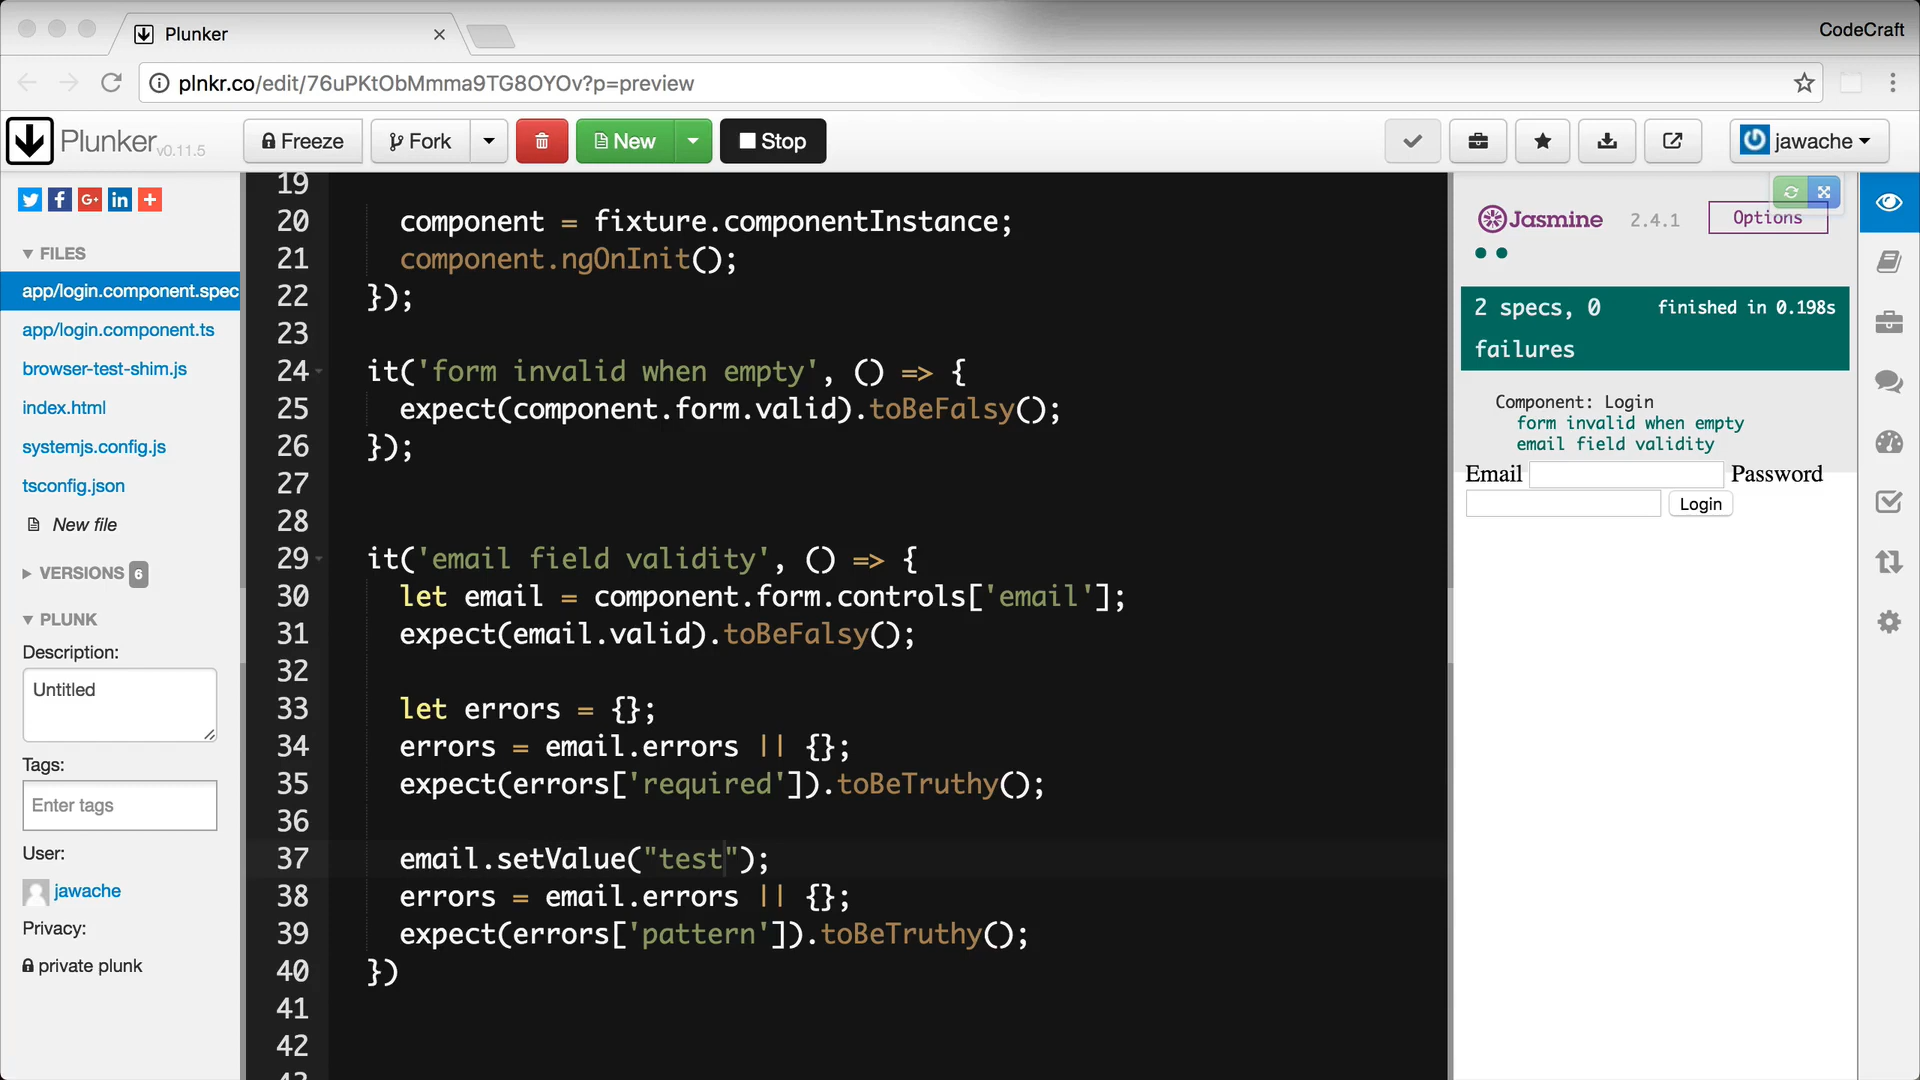 Plunker
CodeCraft
plnkr.co/edit/76uPKtObMmma9TG8OYOv?p=preview
Plunker v0.11.5
Freeze
Fork
New
Stop
jawache
FILES
app/login.component.spec
app/login.component.ts
browser-test-shim.js
index.html
systemjs.config.js
tsconfig.json
New file
VERSIONS 6
PLUNK
Description:
Untitled
Tags:
Enter tags
User:
jawache
Privacy:
private plunk
19
20 component = fixture.componentInstance;
21 component.ngOnInit();
22 });
23
24 it('form invalid when empty', () => {
25 expect(component.form.valid).toBeFalsy();
26 });
27
28
29 it('email field validity', () => {
30 let email = component.form.controls['email'];
31 expect(email.valid).toBeFalsy();
32
33 let errors = {};
34 errors = email.errors || {};
35 expect(errors['required']).toBeTruthy();
36
37 email.setValue("test");
38 errors = email.errors || {};
39 expect(errors['pattern']).toBeTruthy();
40 })
41
42
43
Jasmine 2.4.1 Options
2 specs, 0 failures
finished in 0.198s
Component: Login
form invalid when empty
email field validity
Email Password
Login